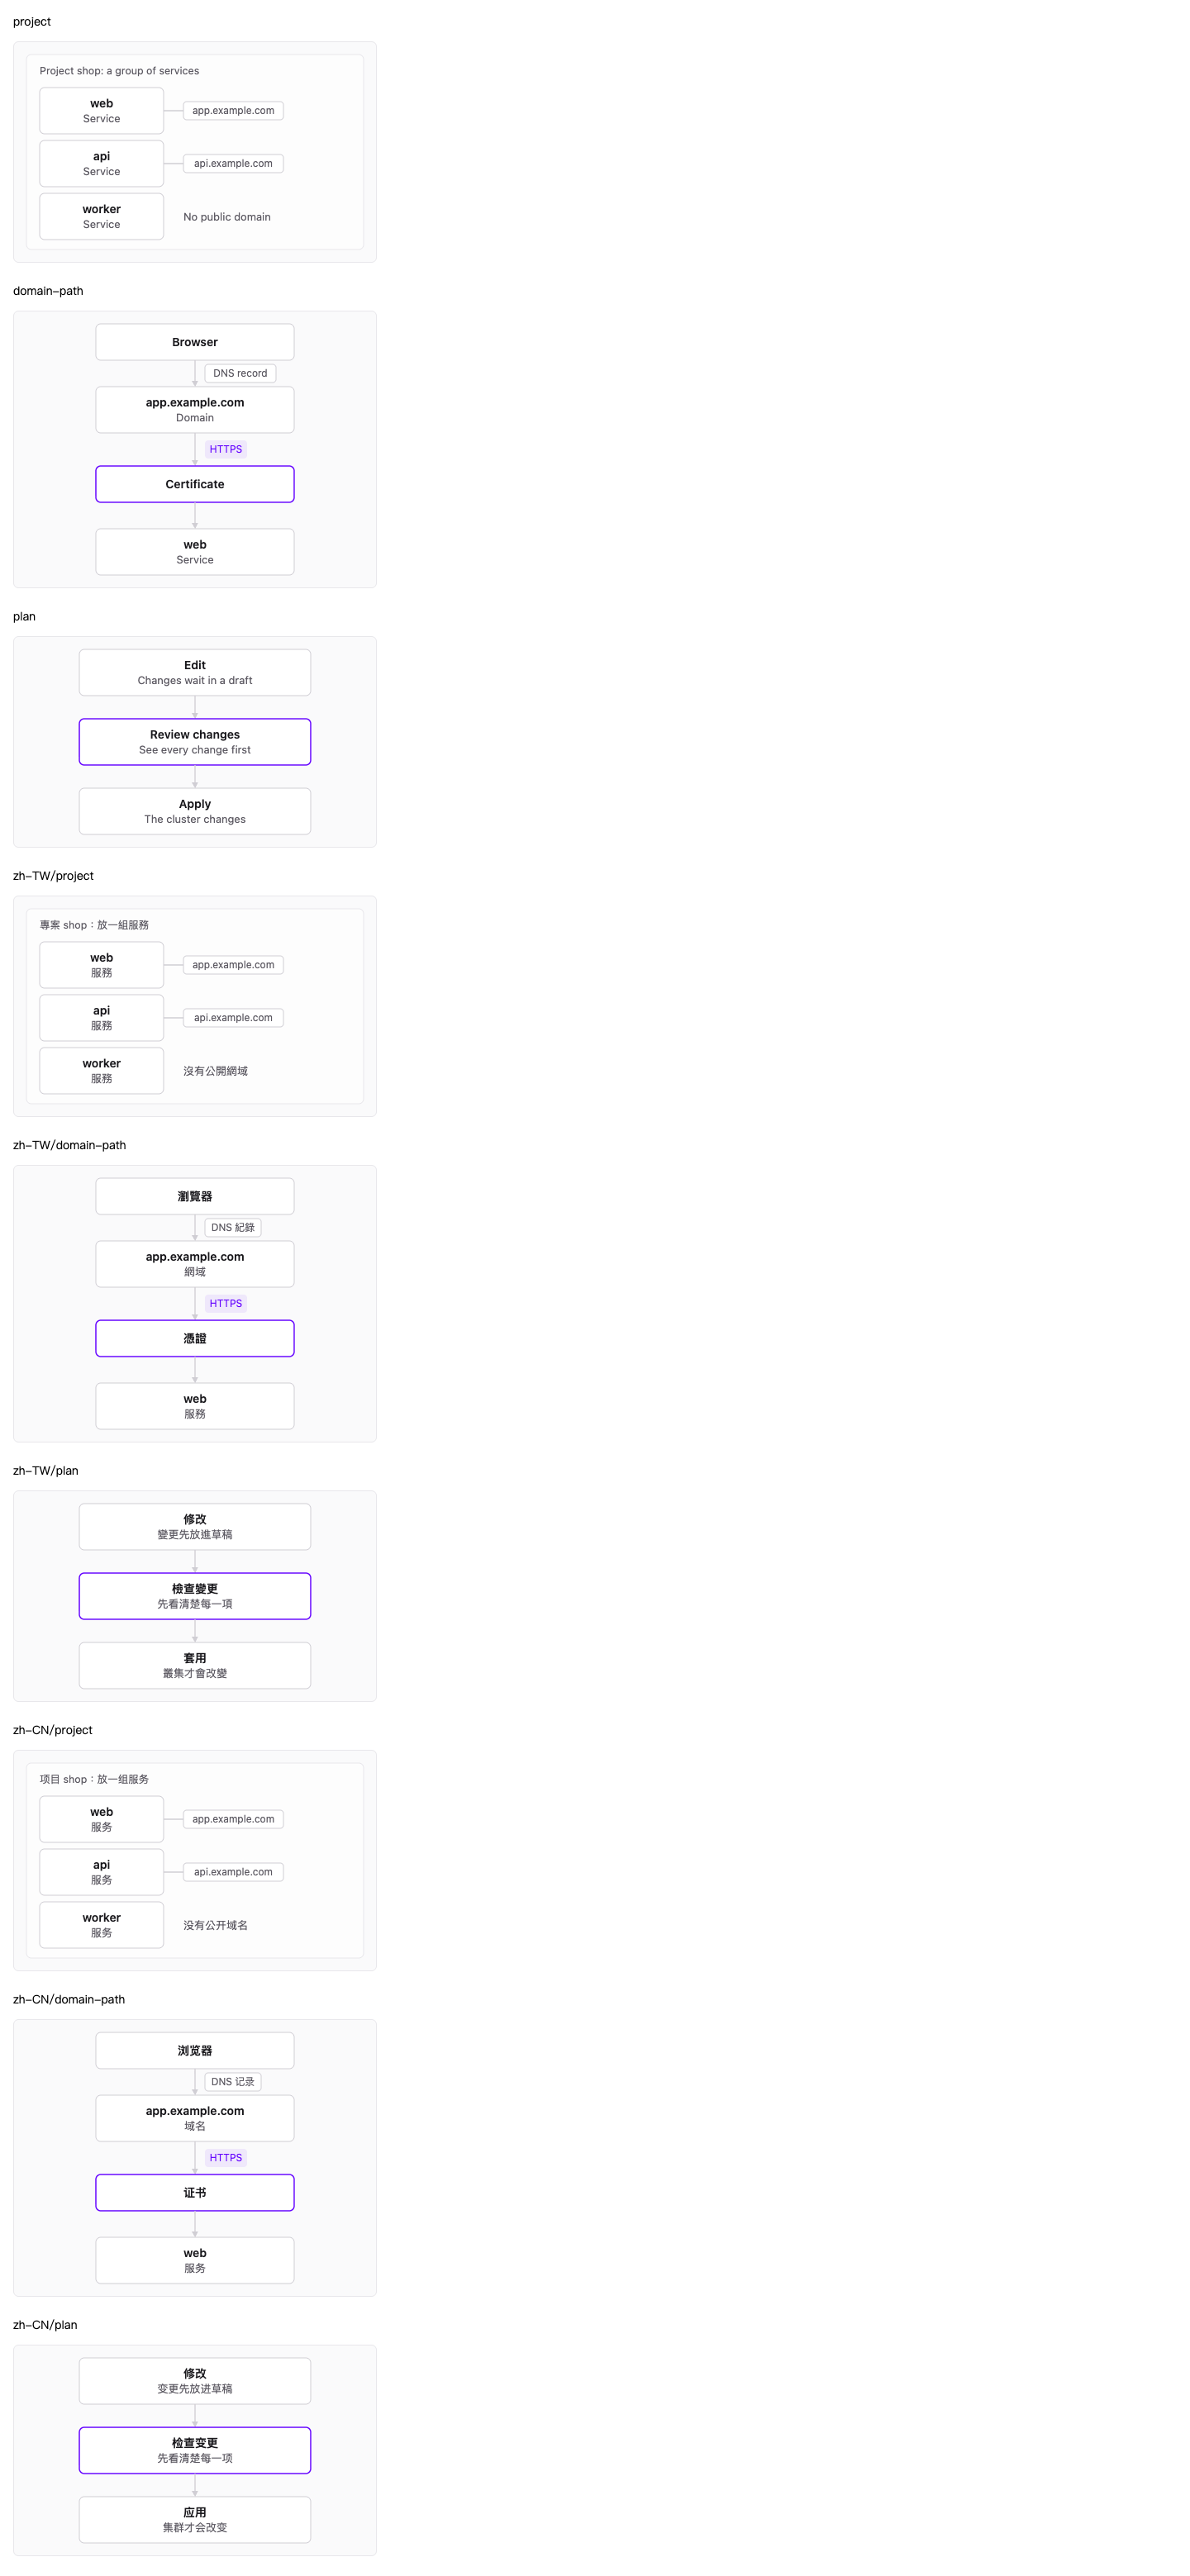 project
Project shop: a group of services
web
Service
app.example.com
api
Service
api.example.com
worker
Service
No public domain
domain-path
Browser
DNS record
app.example.com
Domain
HTTPS
Certificate
web
Service
plan
Edit
Changes wait in a draft
Review changes
See every change first
Apply
The cluster changes
zh-TW/project
專案 shop：放一組服務
web
服務
app.example.com
api
服務
api.example.com
worker
服務
沒有公開網域
zh-TW/domain-path
瀏覽器
DNS 紀錄
app.example.com
網域
HTTPS
憑證
web
服務
zh-TW/plan
修改
變更先放進草稿
檢查變更
先看清楚每一項
套用
叢集才會改變
zh-CN/project
项目 shop：放一组服务
web
服务
app.example.com
api
服务
api.example.com
worker
服务
没有公开域名
zh-CN/domain-path
浏览器
DNS 记录
app.example.com
域名
HTTPS
证书
web
服务
zh-CN/plan
修改
变更先放进草稿
检查变更
先看清楚每一项
应用
集群才会改变